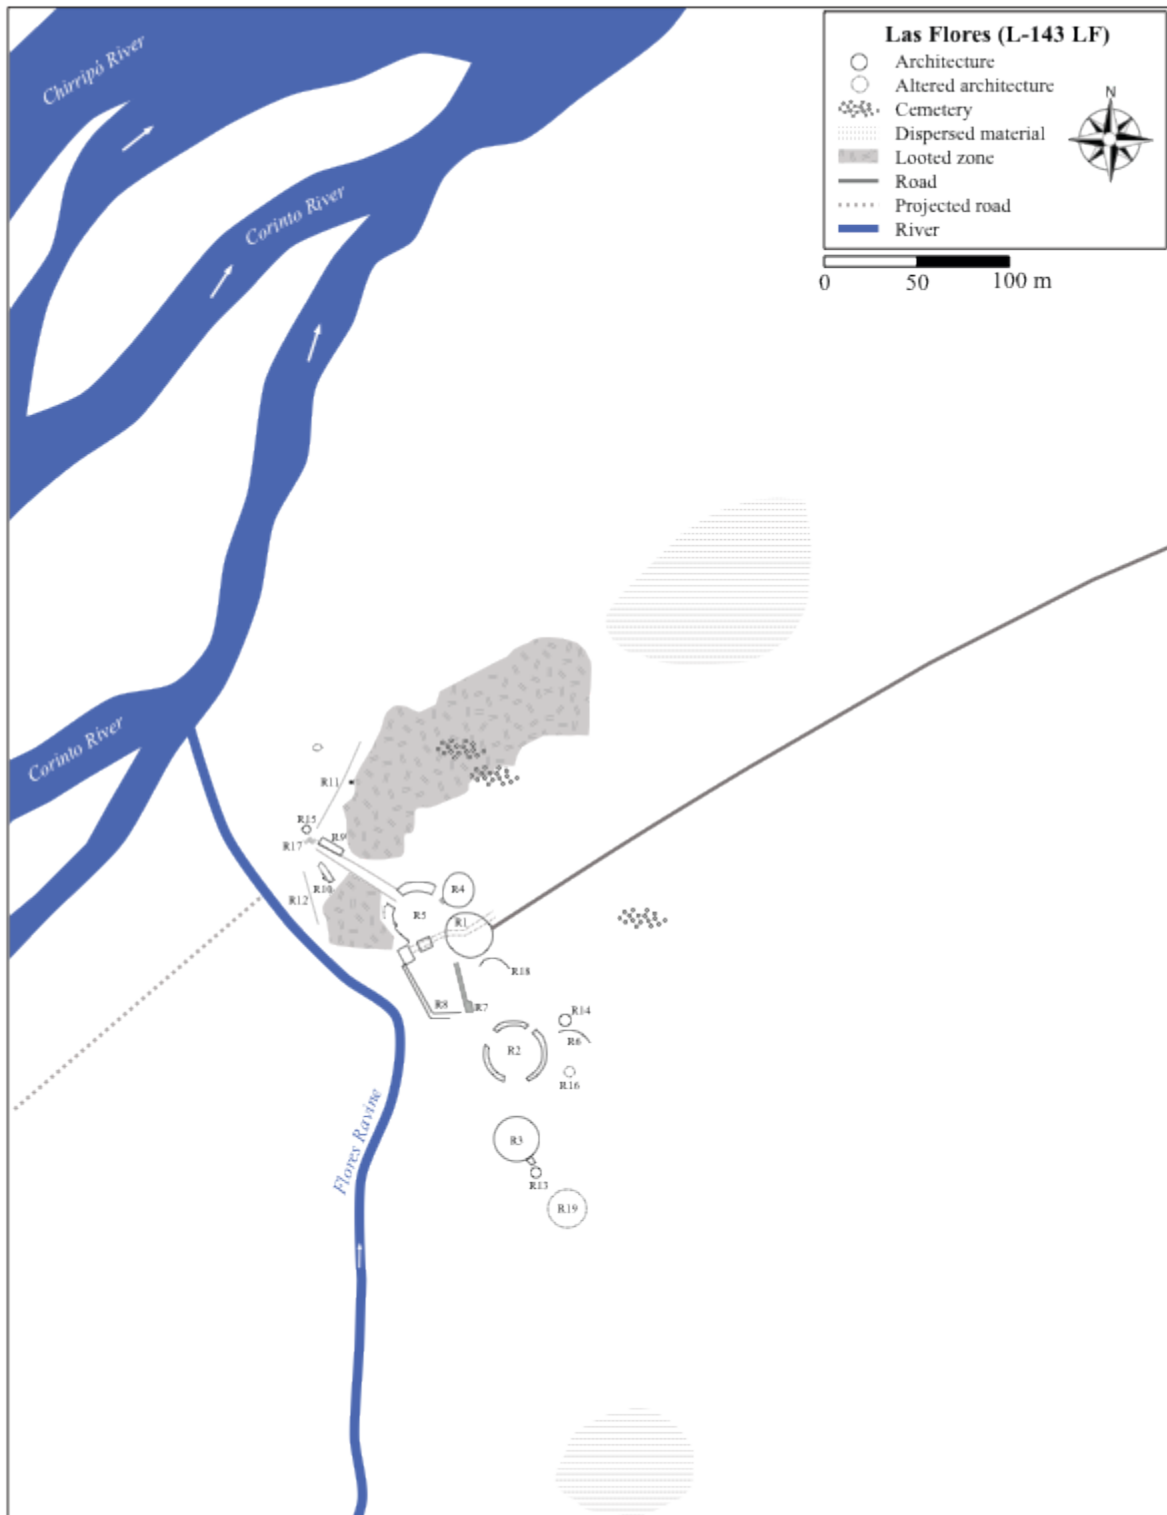 Las Flores (L-143 LF)
Architecture
Altered architecture
Cemetery
Dispersed material
Looted zone
Road
Projected road
River
N
0 50 100 m
Chirripó River
Corinto River
Corinto River
R11
R15
R17 R9
R10
R12
R4
R5
R1
R18
R8 R7
R14
R6
R2
R16
Flores Ravine
R3
R13
R19